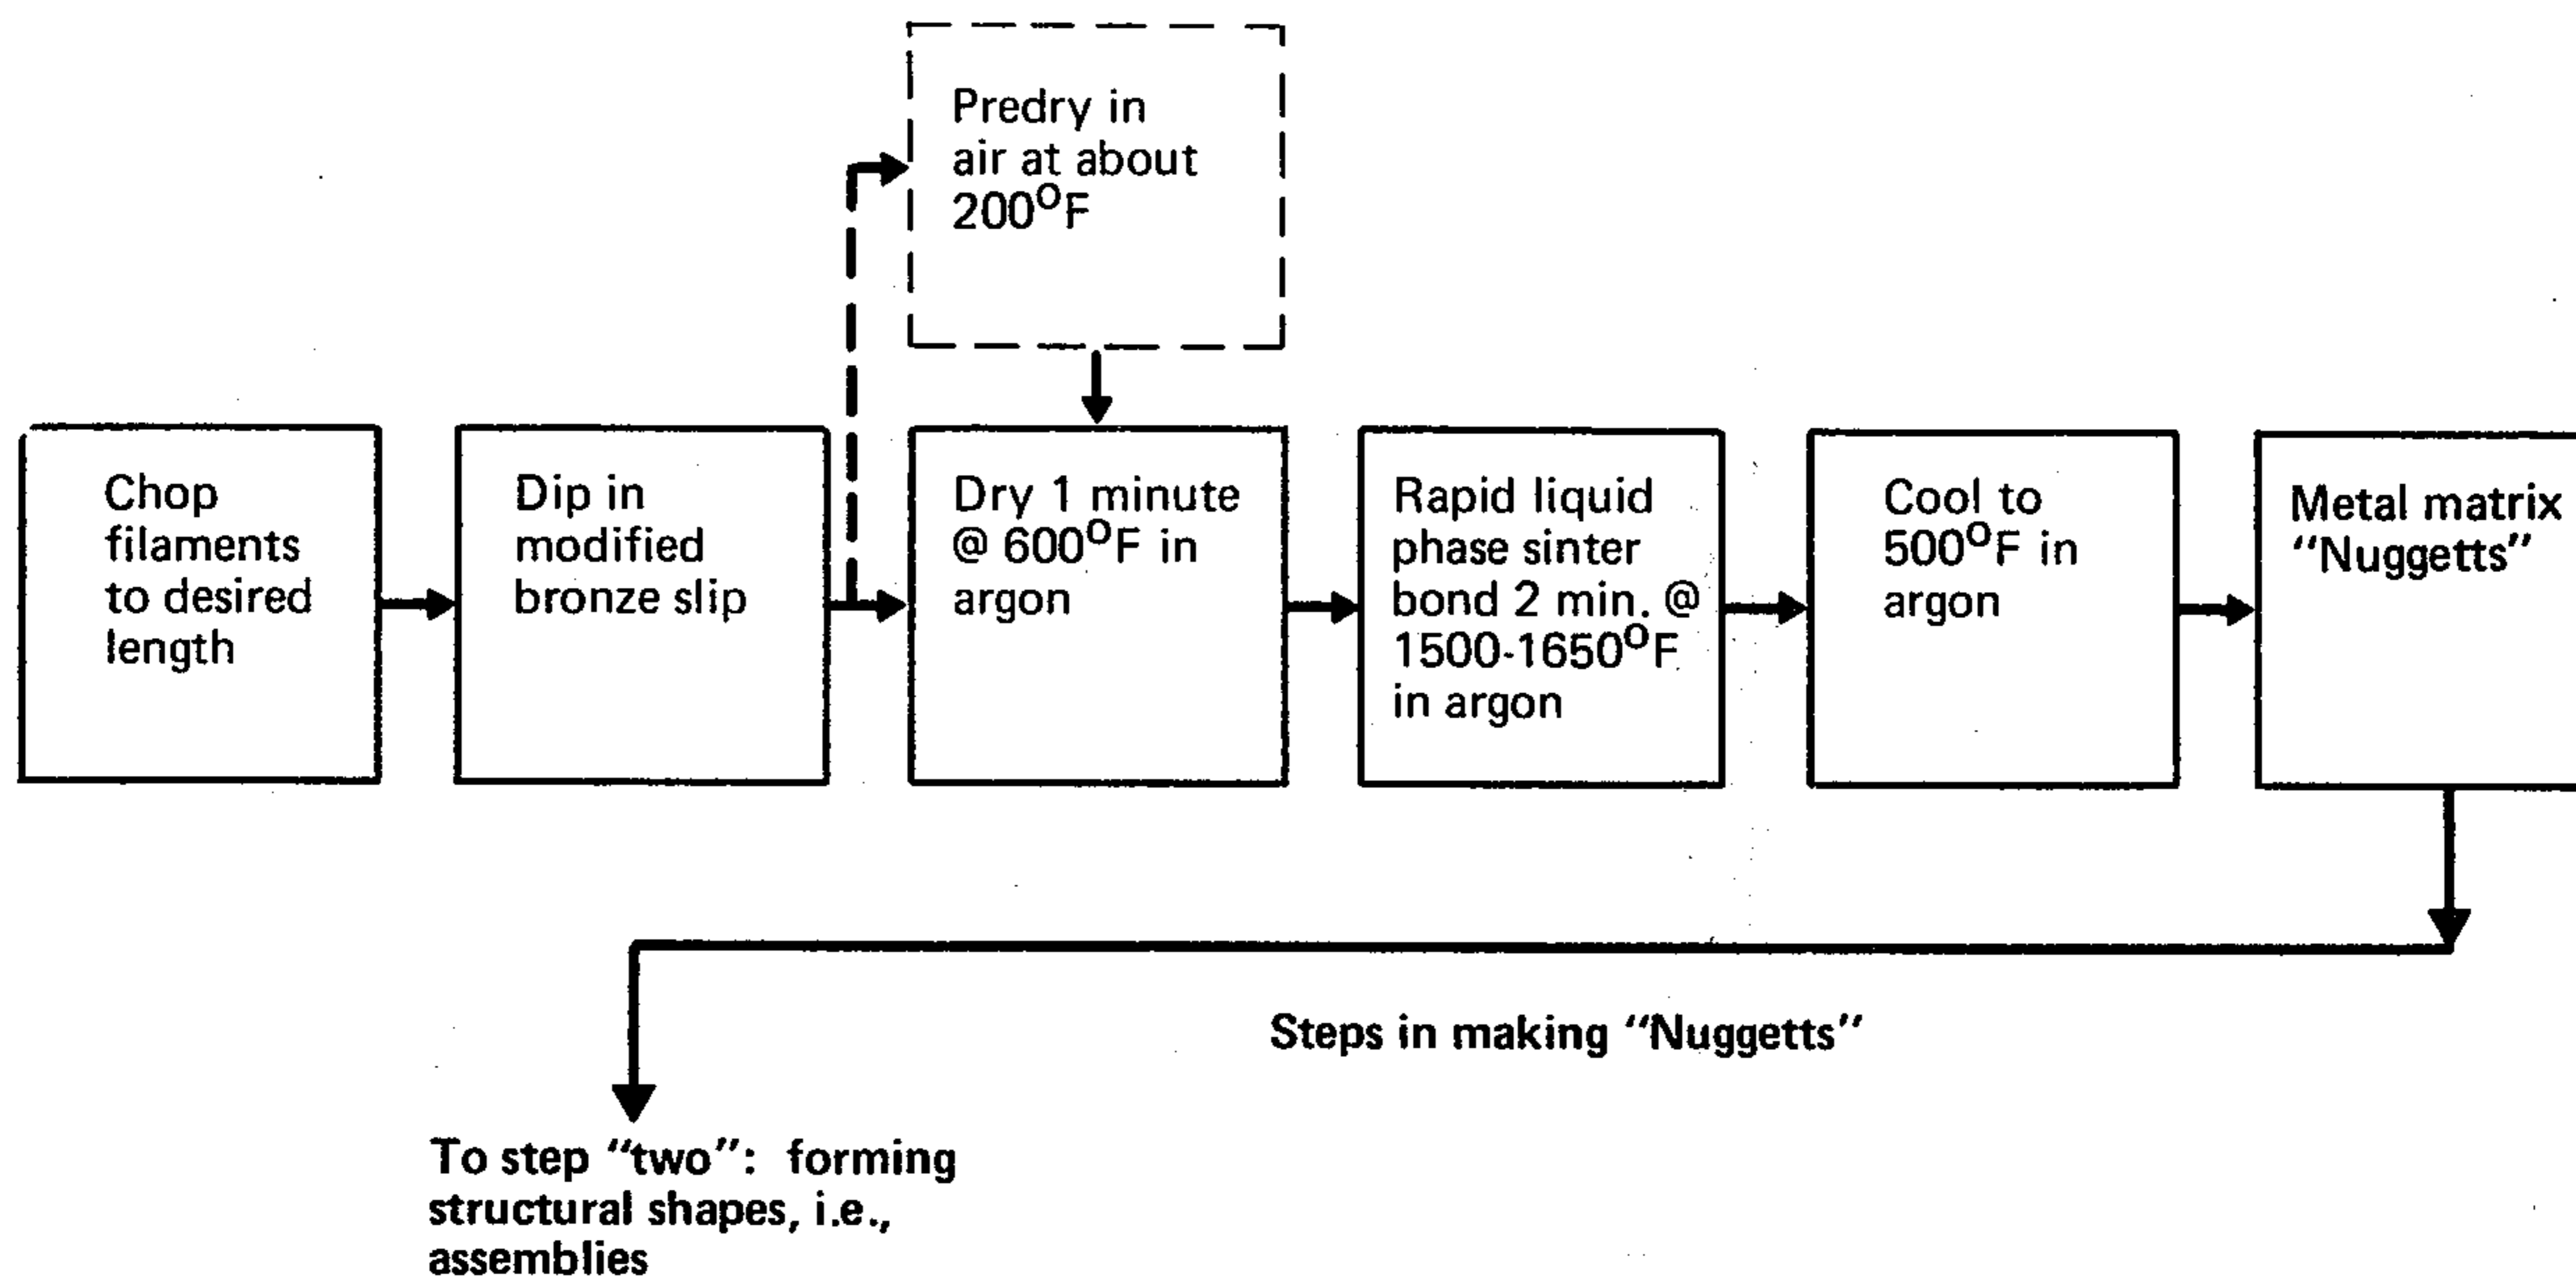 Predry in
air at about
200°F
Chop
filaments
to desired
length
Dip in
modified
bronze slip
Dry 1 minute
@ 600°F in
argon
Rapid liquid
phase sinter
bond 2 min. @
1500-1650°F
in argon
Cool to
500°F in
argon
Metal matrix
“Nuggetts”
Steps in making “Nuggetts”
To step “two”: forming
structural shapes, i.e.,
assemblies